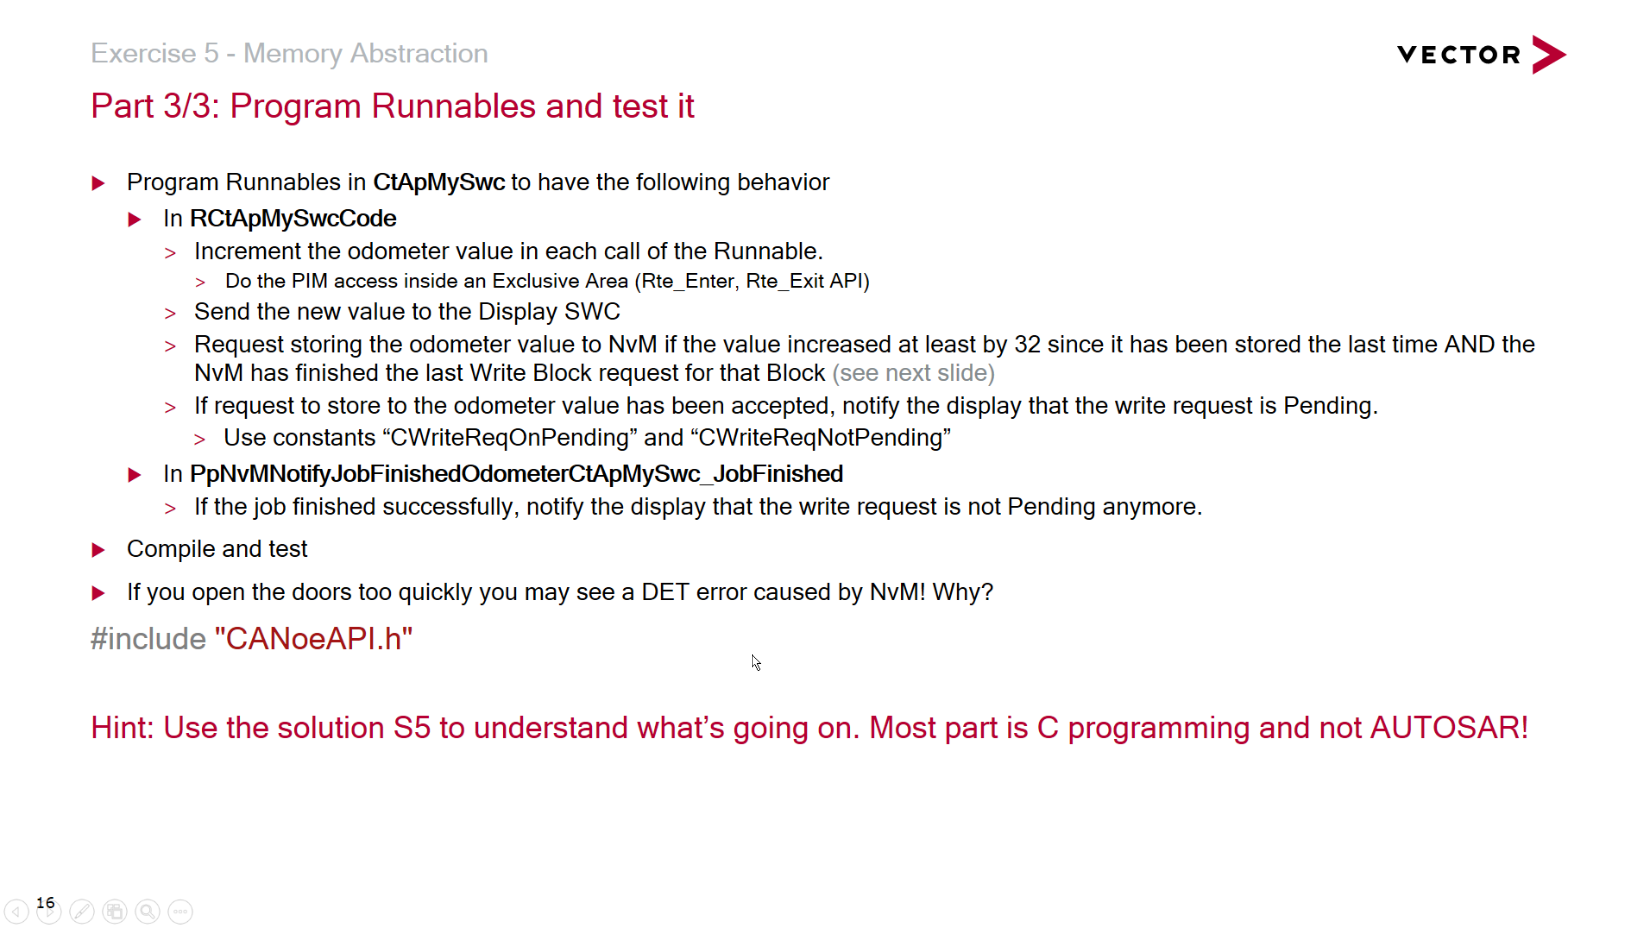 Exercise 5 - Memory Abstraction
VECTOR
Part 3/3: Program Runnables and test it
Program Runnables in CtApMySwc to have the following behavior
In RCtApMySwcCode
> Increment the odometer value in each call of the Runnable.
> Do the PIM access inside an Exclusive Area (Rte_Enter, Rte_Exit API)
> Send the new value to the Display SWC
> Request storing the odometer value to NvM if the value increased at least by 32 since it has been stored the last time AND the
NvM has finished the last Write Block request for that Block (see next slide)
> If request to store to the odometer value has been accepted, notify the display that the write request is Pending.
> Use constants “CWriteReqOnPending” and “CWriteReqNotPending”
In PpNvMNotifyJobFinishedOdometerCtApMySwc_JobFinished
> If the job finished successfully, notify the display that the write request is not Pending anymore.
Compile and test
If you open the doors too quickly you may see a DET error caused by NvM! Why?
#include "CANoeAPI.h"
Hint: Use the solution S5 to understand what’s going on. Most part is C programming and not AUTOSAR!
16